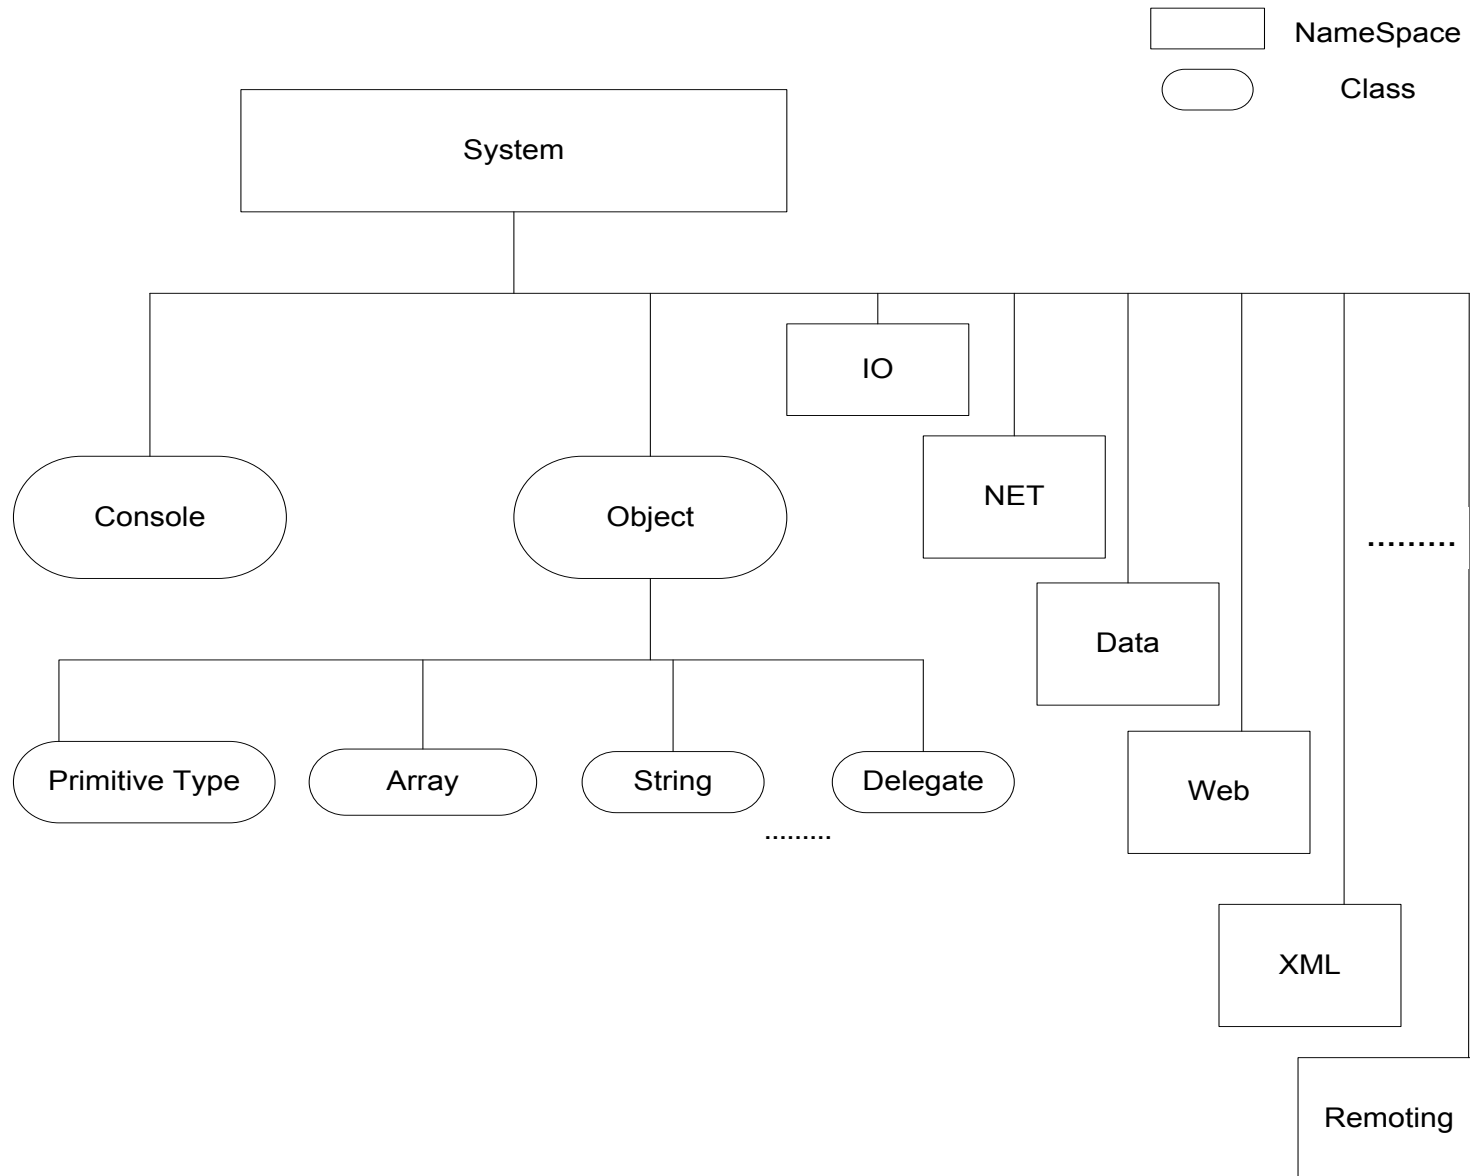 NameSpace
Class
System
IO
NET
Console
Object
.........
Data
Primitive Type
Array
String
Delegate
.........
Web
XML
Remoting